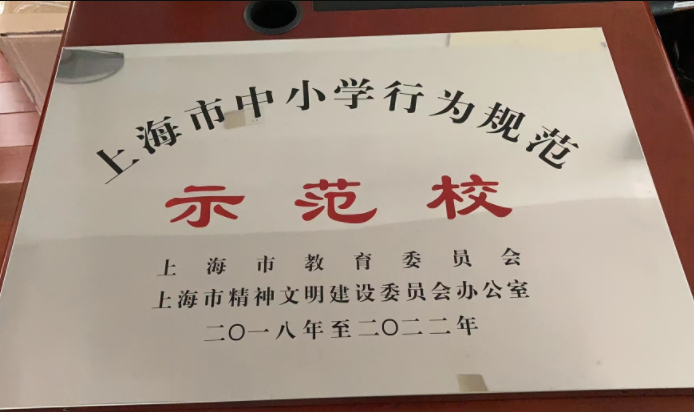 上海市中小学行为规范
示范校
上海市教育委员会
上海市精神文明建设委员会办公室
二〇一八年至二〇二二年